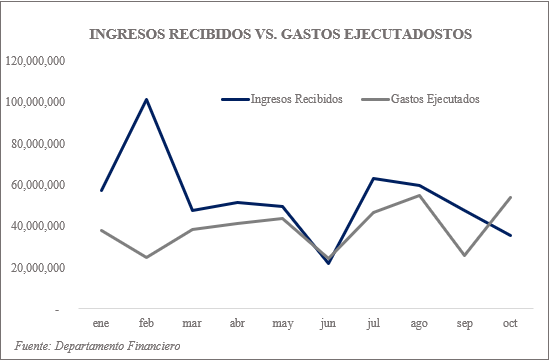 INGRESOS RECIBIDOS VS. GASTOS EJECUTADOSTOS
120,000,000
100,000,000
80,000,000
60,000,000
40,000,000
20,000,000
-
Ingresos Recibidos
Gastos Ejecutados
ene feb mar abr may jun jul ago sep oct
Fuente: Departamento Financiero